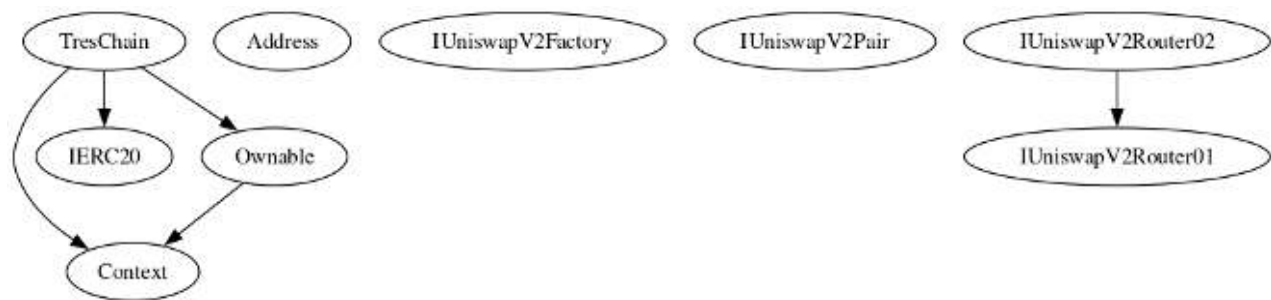 TresChain
Address
IUniswapV2Factory
IUniswapV2Pair
IUniswapV2Router02
IERC20
Ownable
IUniswapV2Router01
Context